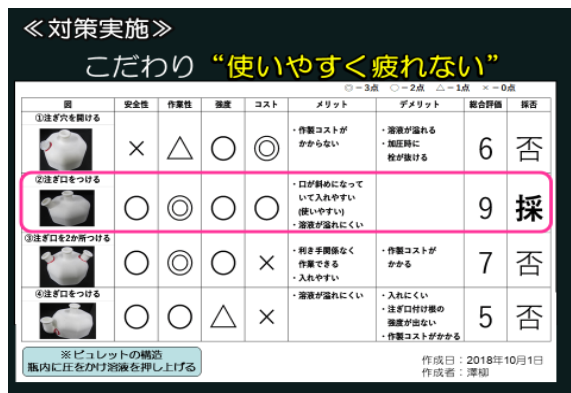 ≪対策実施≫
こだわり “使いやすく疲れない”
◎－3点 ○－2点 △－1点 ×－0点
図 安全性 作業性 強度 コスト メリット デメリット 総合評価 採否
①注ぎ穴を開ける
× △ ○ ◎
・作製コストが
かからない
・溶液が溢れる
・加圧時に
栓が抜ける
6 否
②注ぎ口をつける
○ ◎ ○ ○
・口が斜めになって
いて入れやすい
(使いやすい)
・溶液が溢れにくい
9 採
③注ぎ口を2か所つける
○ ◎ ○ ×
・利き手関係なく
作業できる
・入れやすい
・作製コストが
かかる
7 否
④注ぎ口をつける
○ ○ △ ×
・溶液が溢れにくい
・入れにくい
・注ぎ口付け根の
強度が出ない
・作製コストがかかる
5 否
※ビュレットの構造
瓶内に圧をかけ溶液を押し上げる
作成日：2018年10月1日
作成者：澤柳